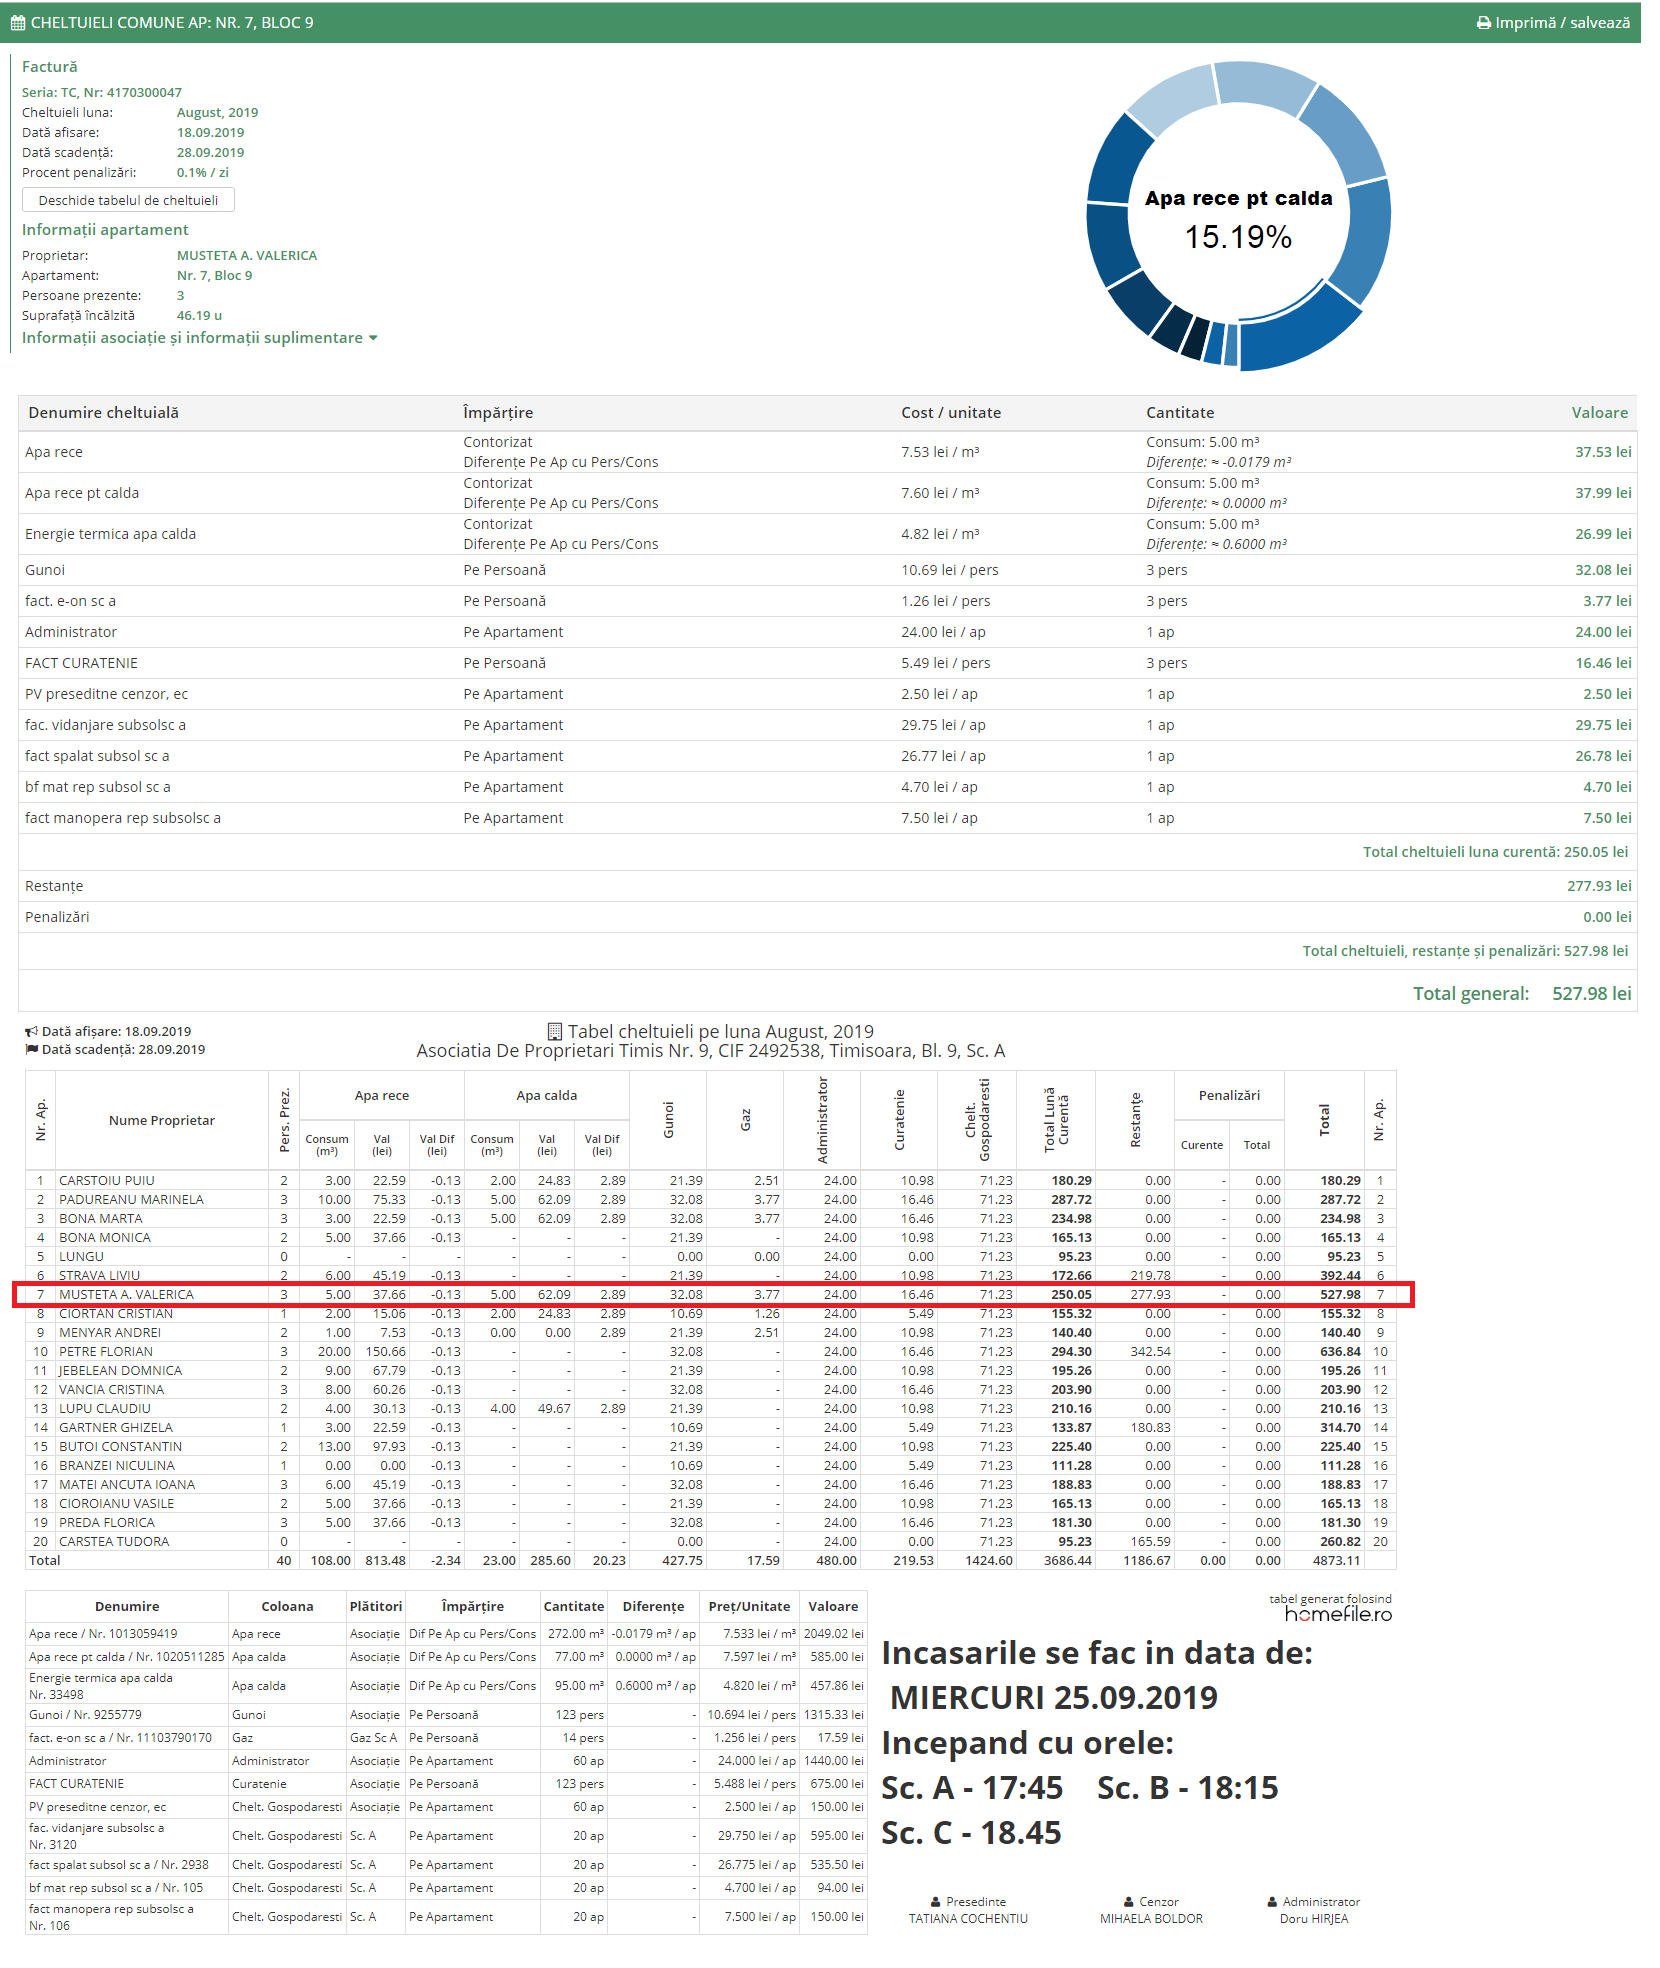 CHELTUIELI COMUNE AP: NR. 7, BLOC 9
Imprimă / salvează
Factură
Seria: TC, Nr: 4170300047
Cheltuieli luna: August, 2019
Dată afisare: 18.09.2019
Dată scadență: 28.09.2019
Procent penalizări: 0.1% / zi
Deschide tabelul de cheltuieli
Informații apartament
Proprietar: MUSTETA A. VALERICA
Apartament: Nr. 7, Bloc 9
Persoane prezente: 3
Suprafață încălzită 46.19 u
Informații asociație și informații suplimentare
Apa rece pt calda
15.19%
Denumire cheltuială Împărțire Cost / unitate Cantitate Valoare
Apa rece Contorizat Diferențe Pe Ap cu Pers/Cons 7.53 lei / m³ Consum: 5.00 m³ Diferențe: ≈ -0.0179 m³ 37.53 lei
Apa rece pt calda Contorizat Diferențe Pe Ap cu Pers/Cons 7.60 lei / m³ Consum: 5.00 m³ Diferențe: ≈ 0.0000 m³ 37.99 lei
Energie termica apa calda Contorizat Diferențe Pe Ap cu Pers/Cons 4.82 lei / m³ Consum: 5.00 m³ Diferențe: ≈ 0.6000 m³ 26.99 lei
Gunoi Pe Persoană 10.69 lei / pers 3 pers 32.08 lei
fact. e-on sc a Pe Persoană 1.26 lei / pers 3 pers 3.77 lei
Administrator Pe Apartament 24.00 lei / ap 1 ap 24.00 lei
FACT CURATENIE Pe Persoană 5.49 lei / pers 3 pers 16.46 lei
PV preseditne cenzor, ec Pe Apartament 2.50 lei / ap 1 ap 2.50 lei
fac. vidanjare subsolsc a Pe Apartament 29.75 lei / ap 1 ap 29.75 lei
fact spalat subsol sc a Pe Apartament 26.77 lei / ap 1 ap 26.78 lei
bf mat rep subsol sc a Pe Apartament 4.70 lei / ap 1 ap 4.70 lei
fact manopera rep subsolsc a Pe Apartament 7.50 lei / ap 1 ap 7.50 lei
Total cheltuieli luna curentă: 250.05 lei
Restanțe 277.93 lei
Penalizări 0.00 lei
Total cheltuieli, restanțe și penalizări: 527.98 lei
Total general: 527.98 lei
Dată afișare: 18.09.2019
Dată scadență: 28.09.2019
Tabel cheltuieli pe luna August, 2019
Asociatia De Proprietari Timis Nr. 9, CIF 2492538, Timisoara, Bl. 9, Sc. A
Nr. Ap. Nume Proprietar Pers. Prez. Apa rece Apa calda Gunoi Gaz Administrator Curatenie Chelt. Gospodaresti Total Lună Curentă Restanțe Penalizări Total Nr. Ap.
Consum (m³) Val (lei) Val Dif (lei) Consum (m³) Val (lei) Val Dif (lei) Curente Total
1 CARSTOIU PUIU 2 3.00 22.59 -0.13 2.00 24.83 2.89 21.39 2.51 24.00 10.98 71.23 180.29 0.00 - 0.00 180.29 1
2 PADUREANU MARINELA 3 10.00 75.33 -0.13 5.00 62.09 2.89 32.08 3.77 24.00 16.46 71.23 287.72 0.00 - 0.00 287.72 2
3 BONA MARTA 3 3.00 22.59 -0.13 5.00 62.09 2.89 32.08 3.77 24.00 16.46 71.23 234.98 0.00 - 0.00 234.98 3
4 BONA MONICA 2 5.00 37.66 -0.13 - - - 21.39 - 24.00 10.98 71.23 165.13 0.00 - 0.00 165.13 4
5 LUNGU 0 - - - - - - 0.00 0.00 24.00 0.00 71.23 95.23 0.00 - 0.00 95.23 5
6 STRAVA LIVIU 2 6.00 45.19 -0.13 - - - 21.39 - 24.00 10.98 71.23 172.66 219.78 - 0.00 392.44 6
7 MUSTETA A. VALERICA 3 5.00 37.66 -0.13 5.00 62.09 2.89 32.08 3.77 24.00 16.46 71.23 250.05 277.93 - 0.00 527.98 7
8 CIORTAN CRISTIAN 1 2.00 15.06 -0.13 2.00 24.83 2.89 10.69 1.26 24.00 5.49 71.23 155.32 0.00 - 0.00 155.32 8
9 MENYAR ANDREI 2 1.00 7.53 -0.13 0.00 0.00 2.89 21.39 2.51 24.00 10.98 71.23 140.40 0.00 - 0.00 140.40 9
10 PETRE FLORIAN 3 20.00 150.66 -0.13 - - - 32.08 - 24.00 16.46 71.23 294.30 342.54 - 0.00 636.84 10
11 JEBELEAN DOMNICA 2 9.00 67.79 -0.13 - - - 21.39 - 24.00 10.98 71.23 195.26 0.00 - 0.00 195.26 11
12 VANCIA CRISTINA 3 8.00 60.26 -0.13 - - - 32.08 - 24.00 16.46 71.23 203.90 0.00 - 0.00 203.90 12
13 LUPU CLAUDIU 2 4.00 30.13 -0.13 4.00 49.67 2.89 21.39 - 24.00 10.98 71.23 210.16 0.00 - 0.00 210.16 13
14 GARTNER GHIZELA 1 3.00 22.59 -0.13 - - - 10.69 - 24.00 5.49 71.23 133.87 180.83 - 0.00 314.70 14
15 BUTOI CONSTANTIN 2 13.00 97.93 -0.13 - - - 21.39 - 24.00 10.98 71.23 225.40 0.00 - 0.00 225.40 15
16 BRANZEI NICULINA 1 0.00 0.00 -0.13 - - - 10.69 - 24.00 5.49 71.23 111.28 0.00 - 0.00 111.28 16
17 MATEI ANCUTA IOANA 3 6.00 45.19 -0.13 - - - 32.08 - 24.00 16.46 71.23 188.83 0.00 - 0.00 188.83 17
18 CIOROIANU VASILE 2 5.00 37.66 -0.13 - - - 21.39 - 24.00 10.98 71.23 165.13 0.00 - 0.00 165.13 18
19 PREDA FLORICA 3 5.00 37.66 -0.13 - - - 32.08 - 24.00 16.46 71.23 181.30 0.00 - 0.00 181.30 19
20 CARSTEA TUDORA 0 - - - - - - 0.00 - 24.00 0.00 71.23 95.23 165.59 - 0.00 260.82 20
Total 40 108.00 813.48 -2.34 23.00 285.60 20.23 427.75 17.59 480.00 219.53 1424.60 3686.44 1186.67 0.00 0.00 4873.11
Denumire Coloana Plătitori Împărțire Cantitate Diferențe Preț/Unitate Valoare
Apa rece / Nr. 1013059419 Apa rece Asociație Dif Pe Ap cu Pers/Cons 272.00 m³ -0.0179 m³ / ap 7.533 lei / m³ 2049.02 lei
Apa rece pt calda / Nr. 1020511285 Apa calda Asociație Dif Pe Ap cu Pers/Cons 77.00 m³ 0.0000 m³ / ap 7.597 lei / m³ 585.00 lei
Energie termica apa calda Nr. 33498 Apa calda Asociație Dif Pe Ap cu Pers/Cons 95.00 m³ 0.6000 m³ / ap 4.820 lei / m³ 457.86 lei
Gunoi / Nr. 9255779 Gunoi Asociație Pe Persoană 123 pers - 10.694 lei / pers 1315.33 lei
fact. e-on sc a / Nr. 11103790170 Gaz Gaz Sc A Pe Persoană 14 pers - 1.256 lei / pers 17.59 lei
Administrator Administrator Asociație Pe Apartament 60 ap - 24.000 lei / ap 1440.00 lei
FACT CURATENIE Curatenie Asociație Pe Persoană 123 pers - 5.488 lei / pers 675.00 lei
PV preseditne cenzor, ec Chelt. Gospodaresti Asociație Pe Apartament 60 ap - 2.500 lei / ap 150.00 lei
fac. vidanjare subsolsc a Nr. 3120 Chelt. Gospodaresti Sc. A Pe Apartament 20 ap - 29.750 lei / ap 595.00 lei
fact spalat subsol sc a / Nr. 2938 Chelt. Gospodaresti Sc. A Pe Apartament 20 ap - 26.775 lei / ap 535.50 lei
bf mat rep subsol sc a / Nr. 105 Chelt. Gospodaresti Sc. A Pe Apartament 20 ap - 4.700 lei / ap 94.00 lei
fact manopera rep subsolsc a Nr. 106 Chelt. Gospodaresti Sc. A Pe Apartament 20 ap - 7.500 lei / ap 150.00 lei
tabel generat folosind
homefile.ro
Incasarile se fac in data de:
MIERCURI 25.09.2019
Incepand cu orele:
Sc. A - 17:45 Sc. B - 18:15
Sc. C - 18.45
Presedinte Cenzor Administrator
TATIANA COCHENTIU MIHAELA BOLDOR Doru HIRJEA